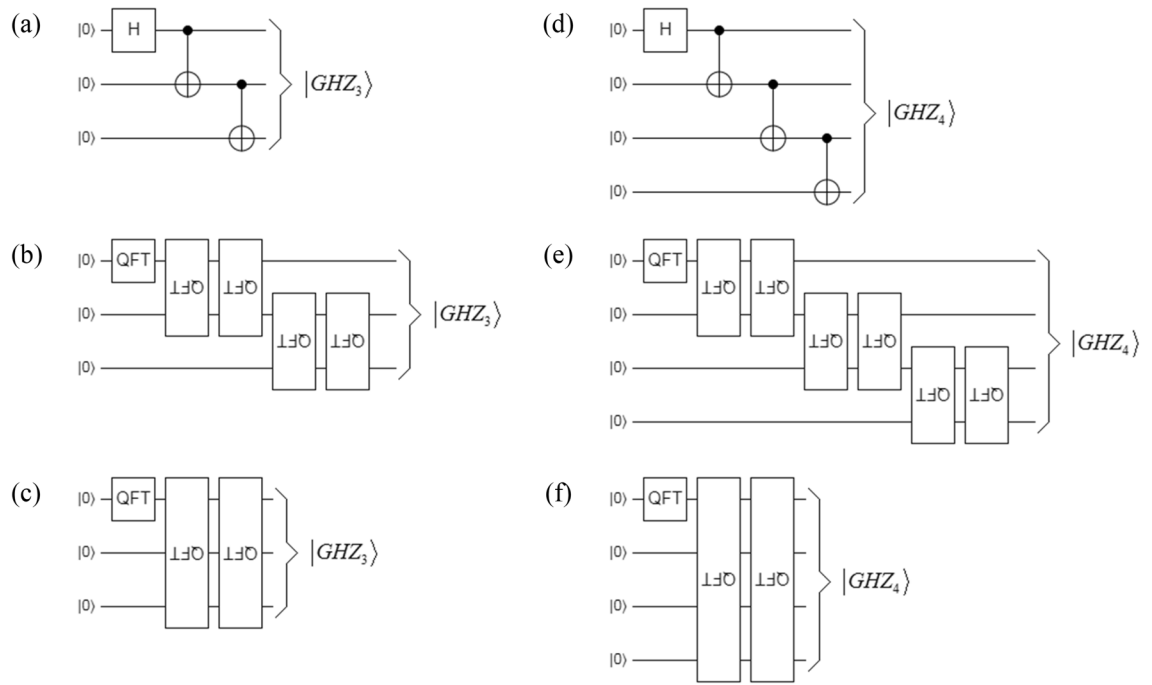 (a)
|0⟩ H
|0⟩
|0⟩
|GHZ₃⟩
(b)
|0⟩ QFT QFT QFT
|0⟩ QFT QFT
|0⟩
|GHZ₃⟩
(c)
|0⟩ QFT
|0⟩ QFT QFT
|0⟩
|GHZ₃⟩
(d)
|0⟩ H
|0⟩
|0⟩
|0⟩
|GHZ₄⟩
(e)
|0⟩ QFT QFT QFT
|0⟩ QFT QFT
|0⟩ QFT QFT
|0⟩
|GHZ₄⟩
(f)
|0⟩ QFT
|0⟩ QFT QFT
|0⟩
|0⟩
|GHZ₄⟩